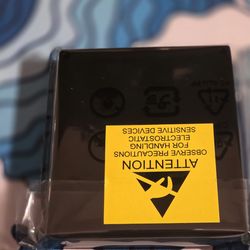 ATTENTION
OBSERVE PRECAUTIONS
FOR HANDLING
ELECTROSTATIC
SENSITIVE DEVICES